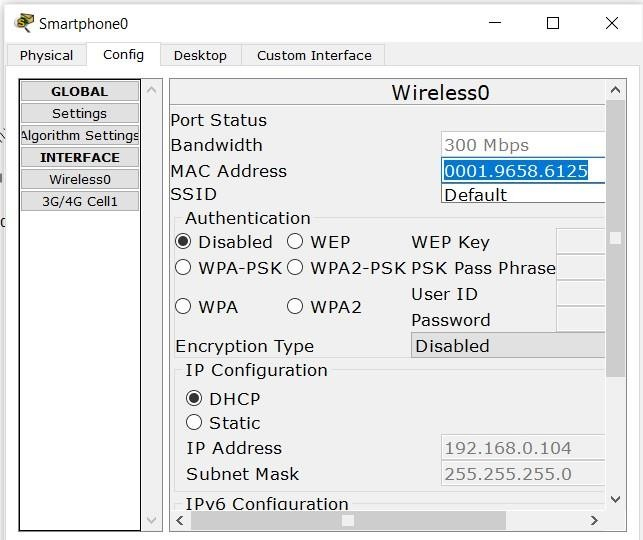 Smartphone0
Physical Config Desktop Custom Interface
GLOBAL
Settings
Algorithm Settings
INTERFACE
Wireless0
3G/4G Cell1
Wireless0
Port Status
Bandwidth 300 Mbps
MAC Address 0001.9658.6125
SSID Default
Authentication
Disabled WEP WEP Key
WPA-PSK WPA2-PSK PSK Pass Phrase
User ID
WPA WPA2
Password
Encryption Type Disabled
IP Configuration
DHCP
Static
IP Address 192.168.0.104
Subnet Mask 255.255.255.0
IPv6 Configuration